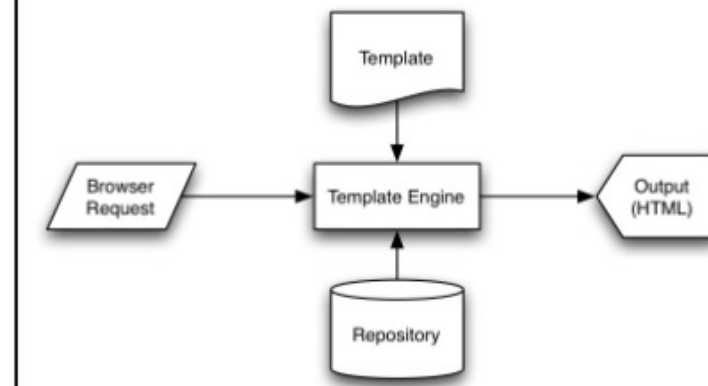 Template
Browser
Request
Template Engine
Output
(HTML)
Repository